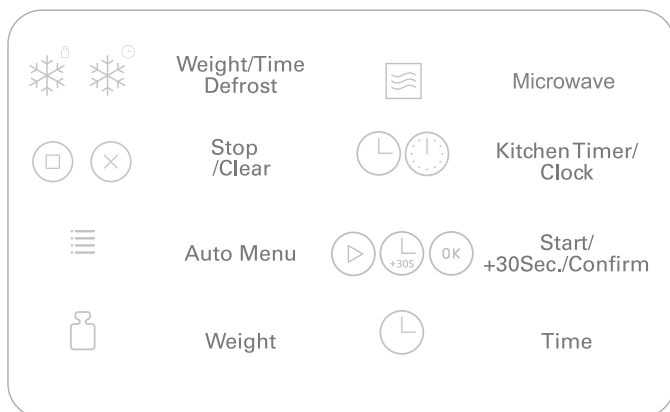 Weight/Time
Defrost
Microwave
Stop
/Clear
Kitchen Timer/
Clock
Auto Menu
+30S
OK
Start/
+30Sec./Confirm
Weight
Time